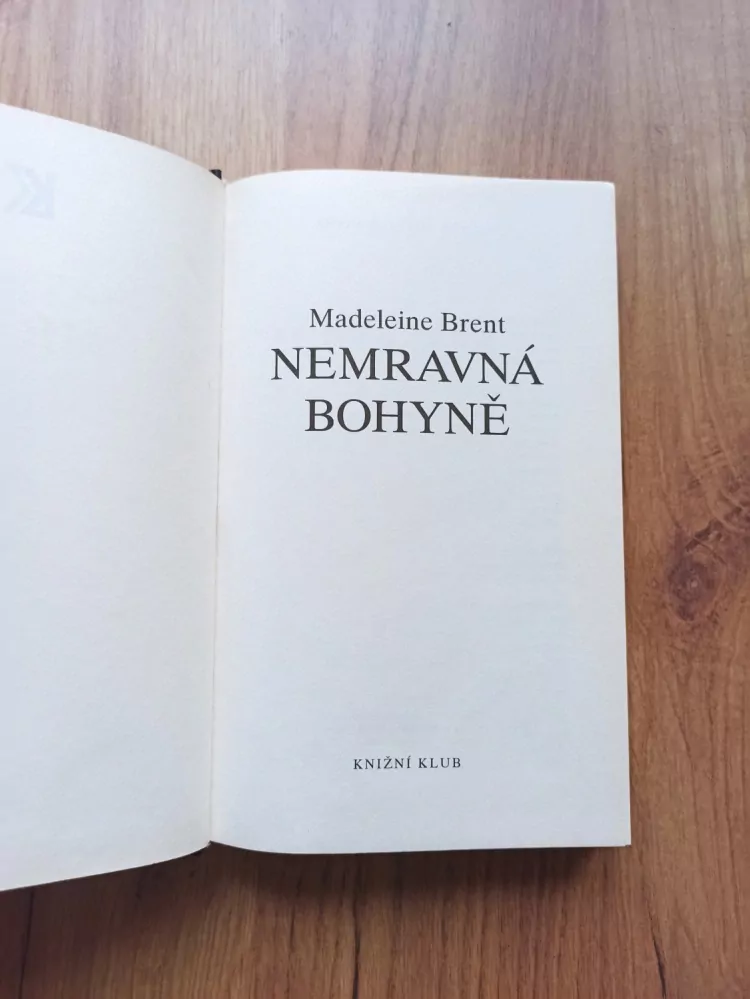 Madeleine Brent
NEMRAVNÁ
BOHYNĚ
KNIŽNÍ KLUB